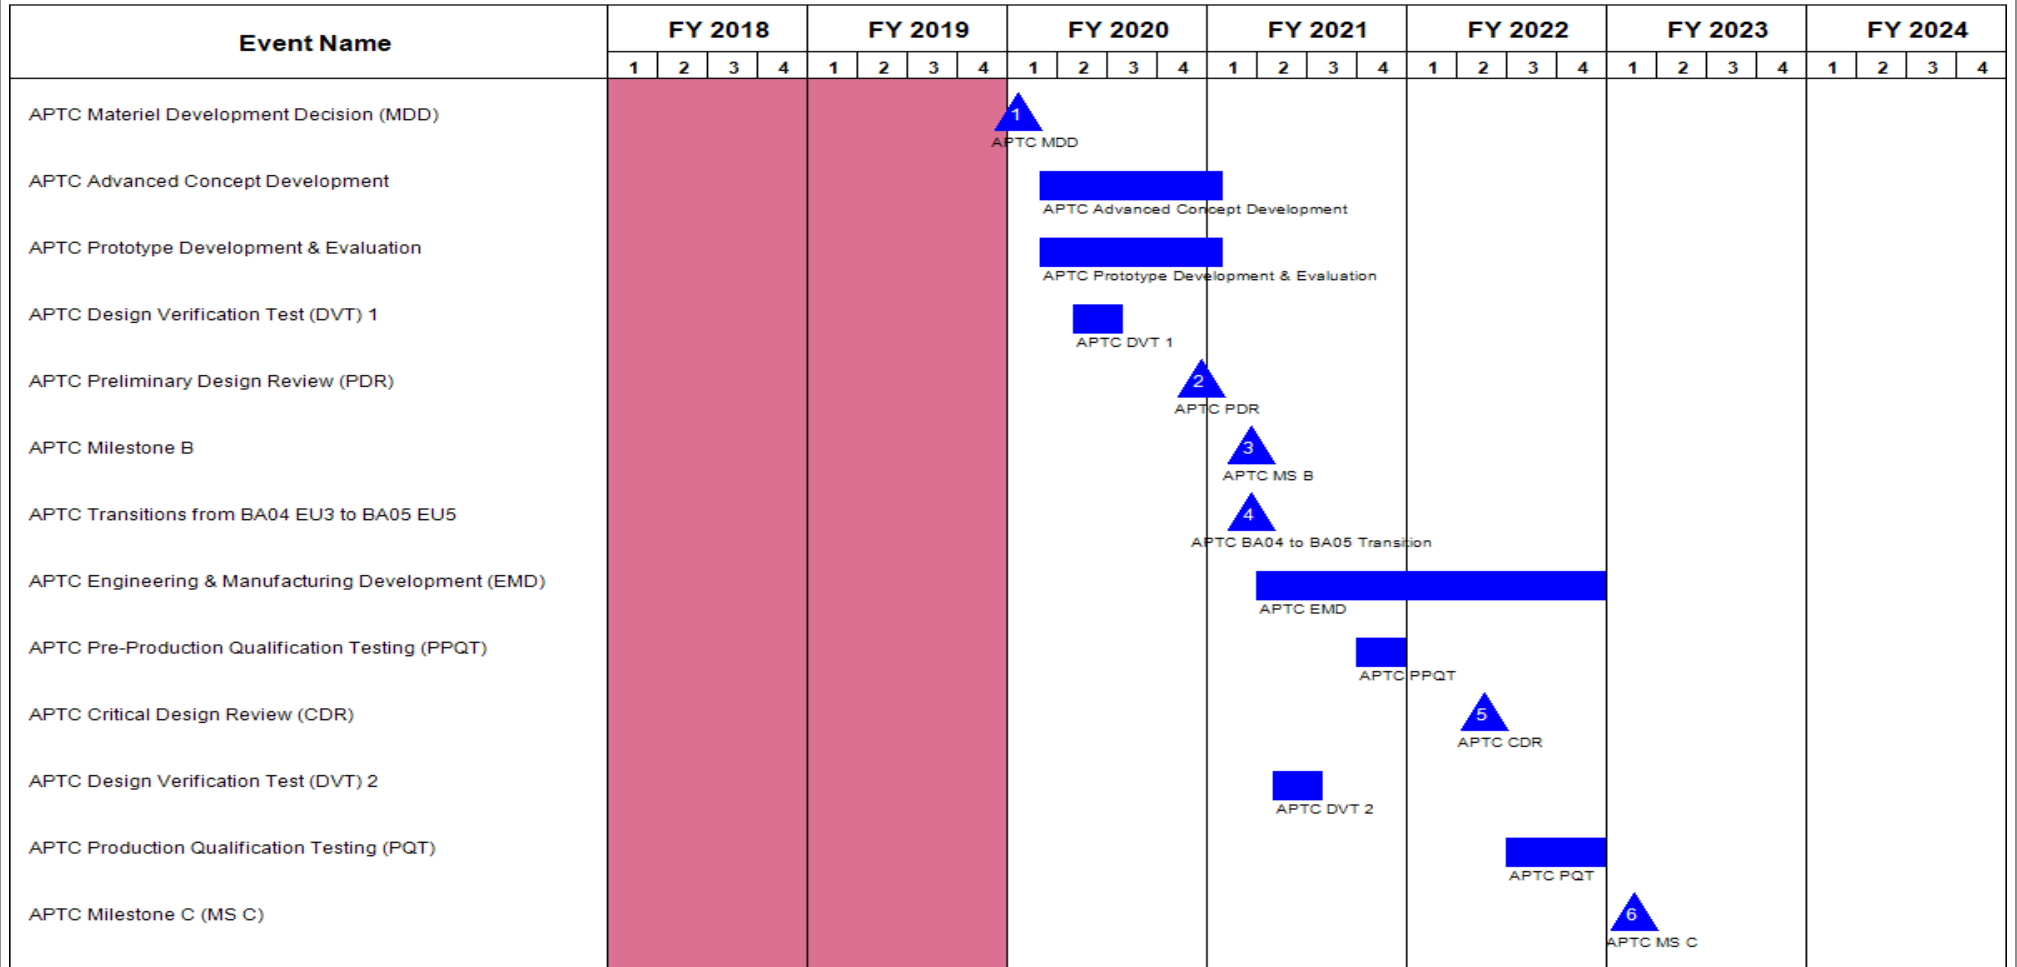 Event Name
FY 2018 FY 2019 FY 2020 FY 2021 FY 2022 FY 2023 FY 2024
1 2 3 4 1 2 3 4 1 2 3 4 1 2 3 4 1 2 3 4 1 2 3 4 1 2 3 4
APTC Materiel Development Decision (MDD)
1
APTC MDD
APTC Advanced Concept Development
APTC Advanced Concept Development
APTC Prototype Development & Evaluation
APTC Prototype Development & Evaluation
APTC Design Verification Test (DVT) 1
APTC DVT 1
APTC Preliminary Design Review (PDR)
2
APTC PDR
APTC Milestone B
3
APTC MS B
APTC Transitions from BA04 EU3 to BA05 EU5
4
APTC BA04 to BA05 Transition
APTC Engineering & Manufacturing Development (EMD)
APTC EMD
APTC Pre-Production Qualification Testing (PPQT)
APTC PPQT
APTC Critical Design Review (CDR)
5
APTC CDR
APTC Design Verification Test (DVT) 2
APTC DVT 2
APTC Production Qualification Testing (PQT)
APTC PQT
APTC Milestone C (MS C)
6
APTC MS C